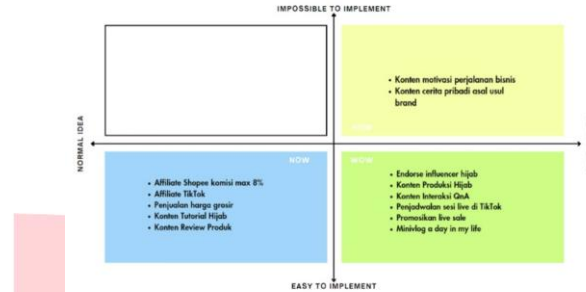 IMPOSSIBLE TO IMPLEMENT
• Konten motivasi perjalanan bisnis
• Konten cerita pribadi asal usul
brand
NORMAL IDEA
NOW
WOW
• Affiliate Shopee komisi max 8%
• Affiliate TikTok
• Penjualan harga grosir
• Konten Tutorial Hijab
• Konten Review Produk
• Endorse influencer hijab
• Konten Produksi Hijab
• Konten Interaksi QnA
• Penjadwalan sesi live di TikTok
• Promosikan live sale
• Minivlog a day in my life
EASY TO IMPLEMENT